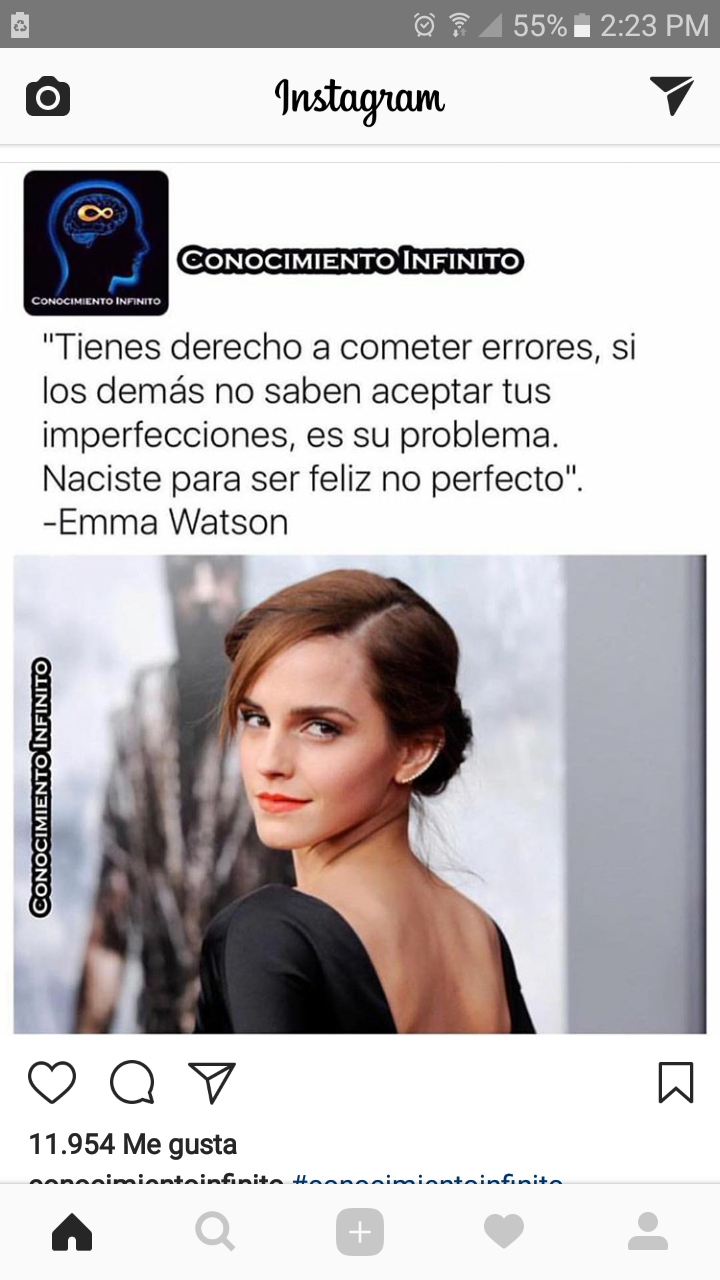 55% 2:23 PM
Instagram
CONOCIMIENTO INFINITO
CONOCIMIENTO INFINITO
"Tienes derecho a cometer errores, si
los demás no saben aceptar tus
imperfecciones, es su problema.
Naciste para ser feliz no perfecto".
-Emma Watson
CONOCIMIENTO INFINITO
11.954 Me gusta
conocimientoinfinito #conocimientoinfinito